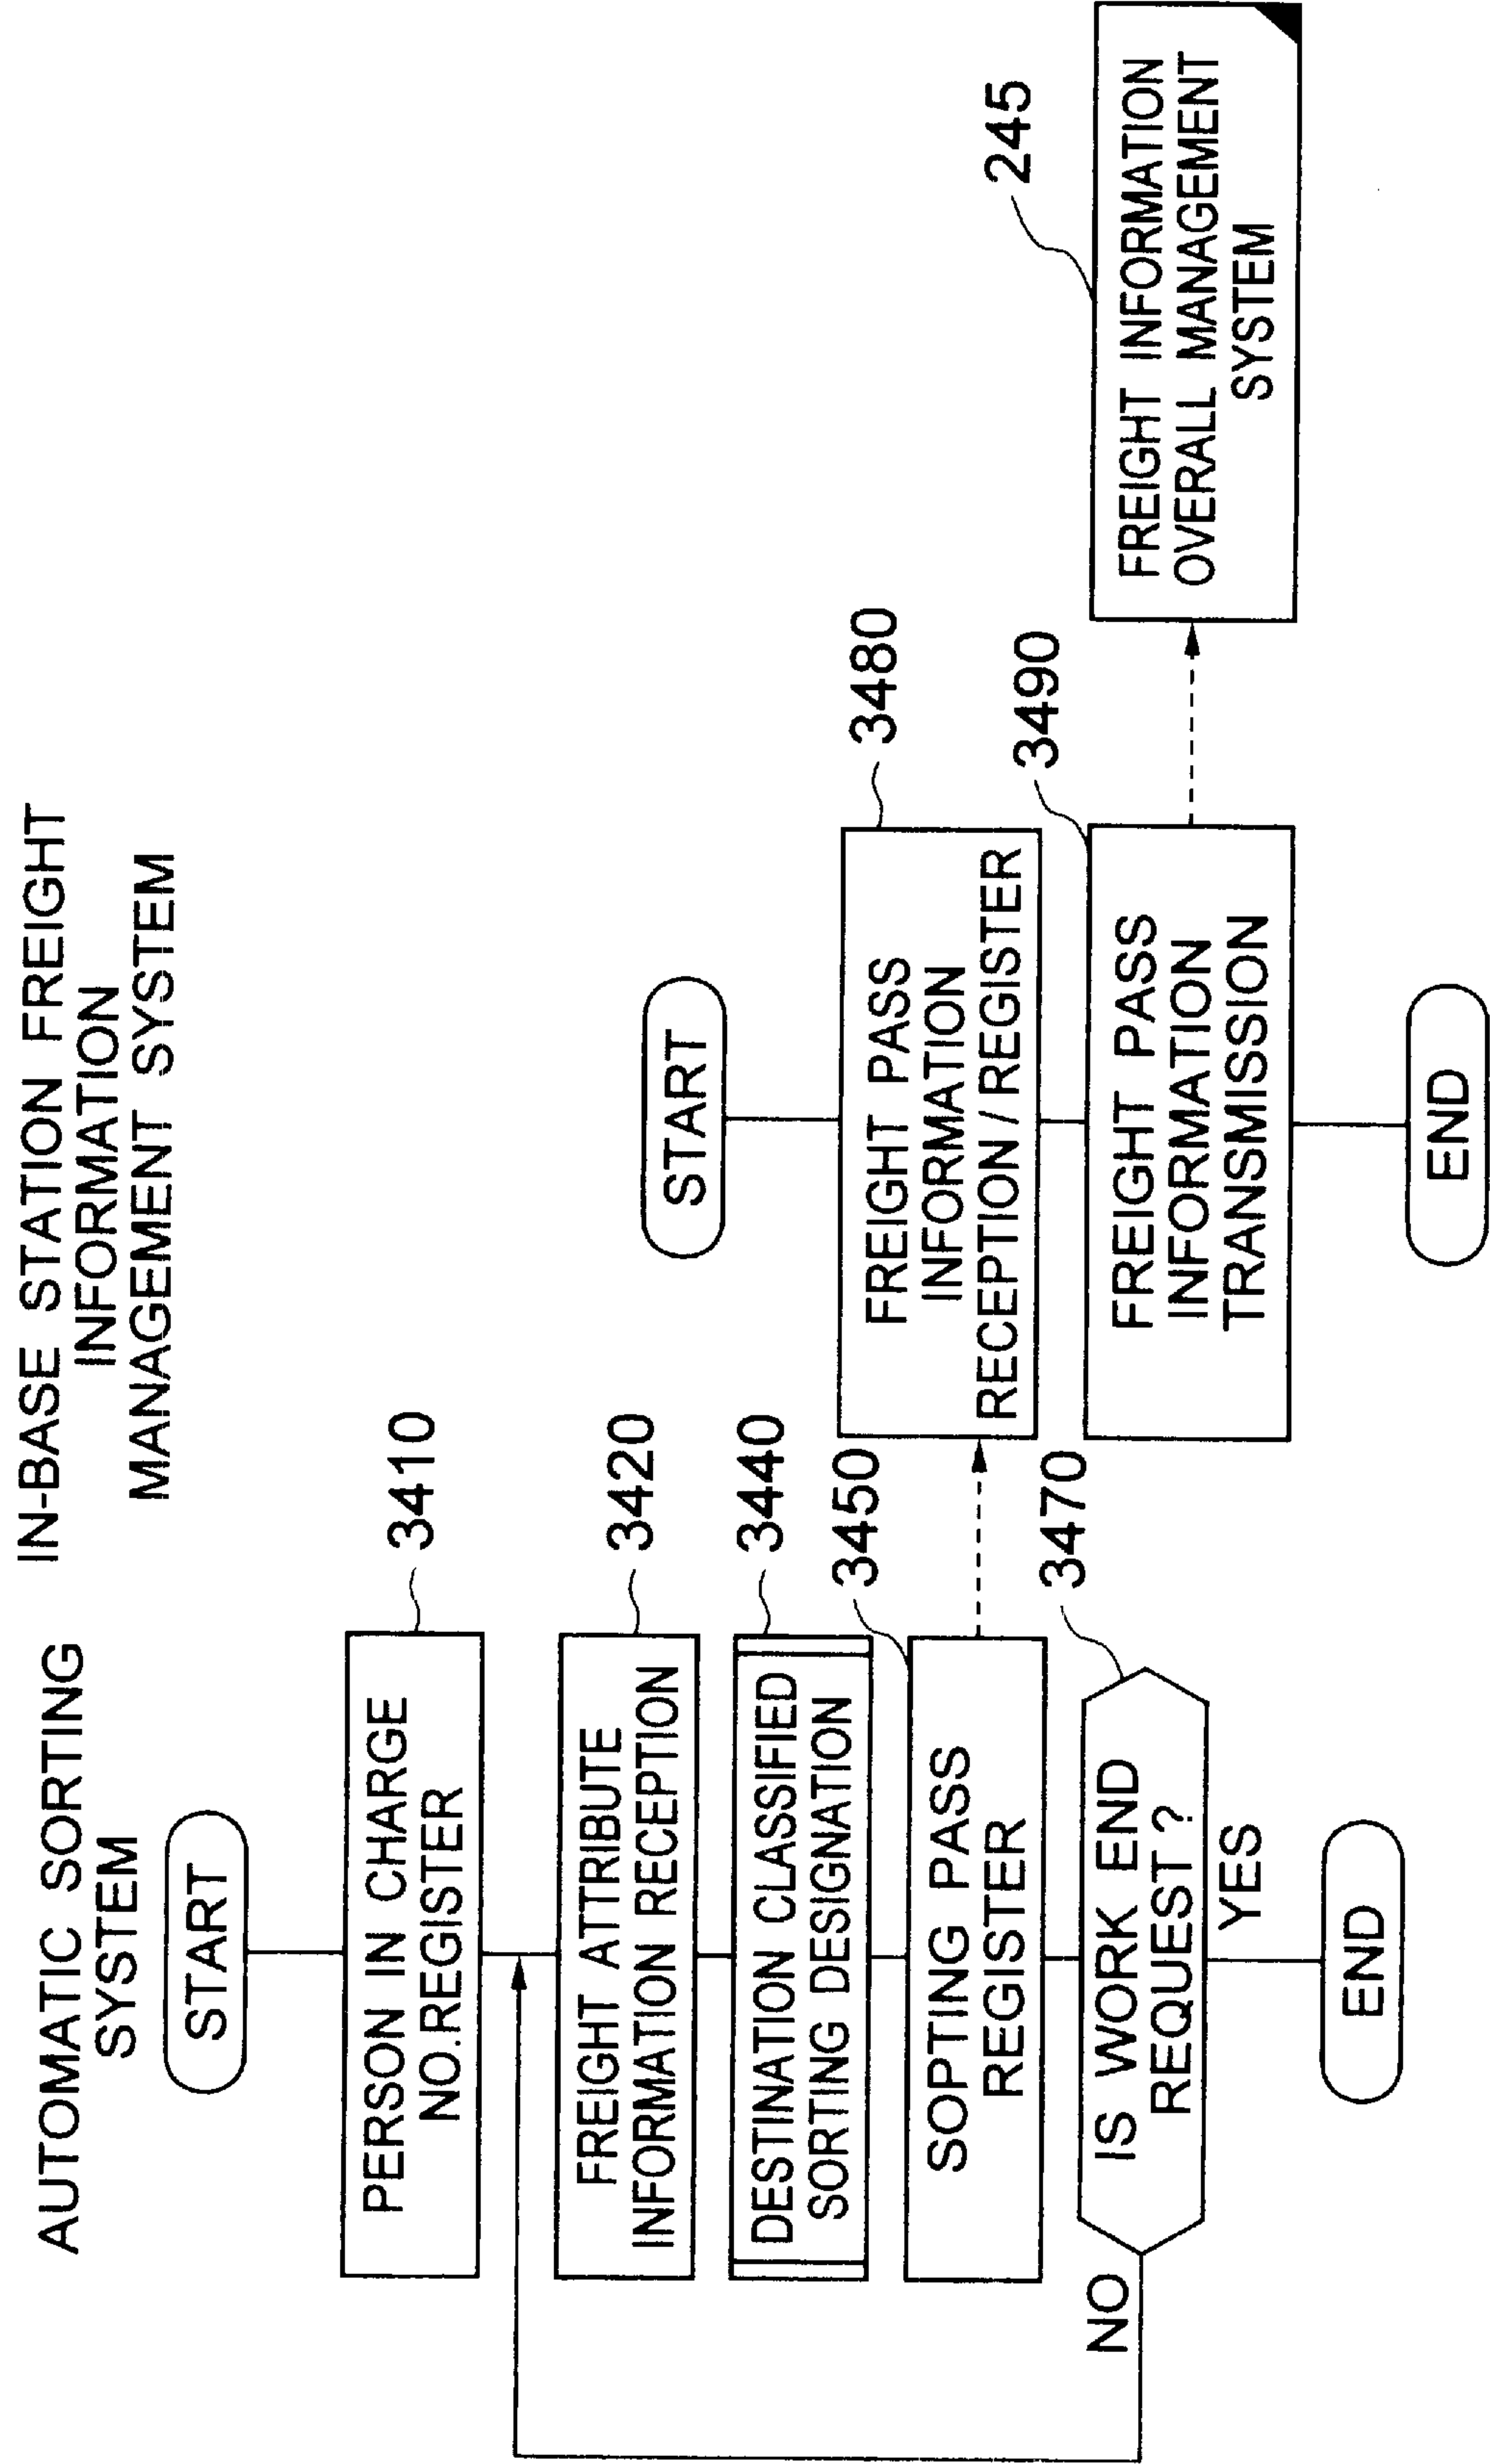 AUTOMATIC SORTING
SYSTEM
START
PERSON IN CHARGE
NO.REGISTER
3410
FREIGHT ATTRIBUTE
INFORMATION RECEPTION
3420
DESTINATION CLASSIFIED
SORTING DESIGNATION
3440
SOPTING PASS
REGISTER
3450
IS WORK END
REQUEST?
3470
NO
YES
END
IN-BASE STATION FREIGHT
INFORMATION
MANAGEMENT SYSTEM
START
FREIGHT PASS
INFORMATION
RECEPTION/REGISTER
3480
FREIGHT PASS
INFORMATION
TRANSMISSION
3490
END
FREIGHT INFORMATION
OVERALL MANAGEMENT
SYSTEM
245